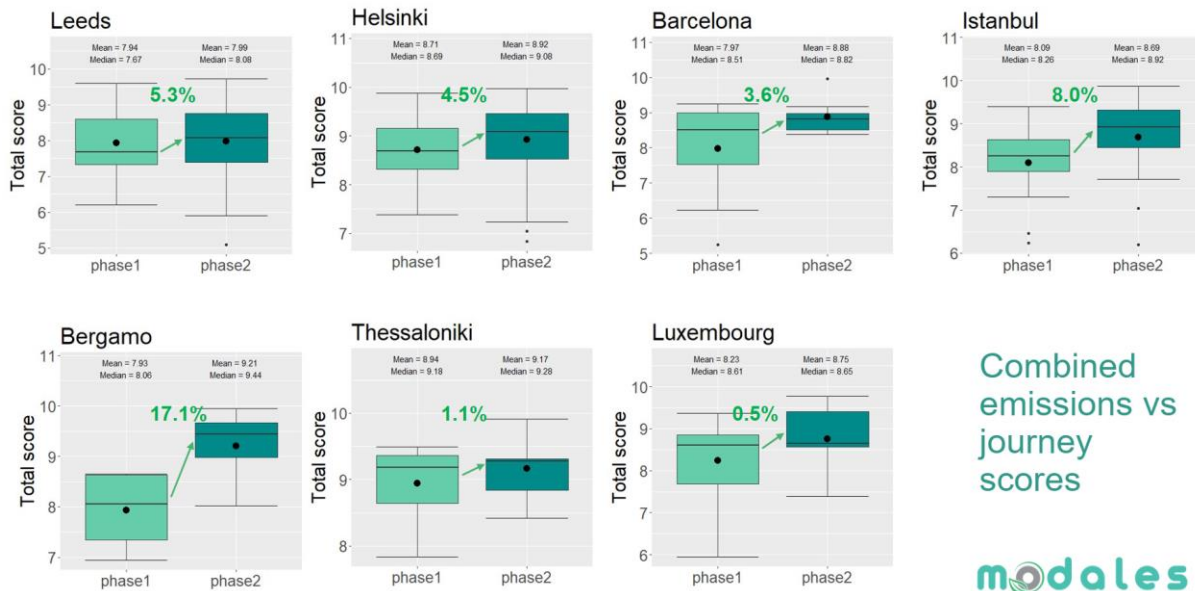 Leeds
Mean = 7.94 Mean = 7.99
Median = 7.67 Median = 8.08
5.3%
10
9
8
7
6
5
Total score
phase1 phase2
Helsinki
Mean = 8.71 Mean = 8.92
Median = 8.69 Median = 9.08
4.5%
11
10
9
8
7
Total score
phase1 phase2
Barcelona
Mean = 7.97 Mean = 8.88
Median = 8.51 Median = 8.82
3.6%
11
10
9
8
7
6
5
Total score
phase1 phase2
Istanbul
Mean = 8.09 Mean = 8.69
Median = 8.26 Median = 8.92
8.0%
11
10
9
8
7
6
Total score
phase1 phase2
Bergamo
Mean = 7.93 Mean = 9.21
Median = 8.06 Median = 9.44
17.1%
11
10
9
8
7
Total score
phase1 phase2
Thessaloniki
Mean = 8.94 Mean = 9.17
Median = 9.18 Median = 9.28
1.1%
10
9
8
Total score
phase1 phase2
Luxembourg
Mean = 8.23 Mean = 8.75
Median = 8.61 Median = 8.65
0.5%
10
9
8
7
6
Total score
phase1 phase2
Combined
emissions vs
journey
scores
modales